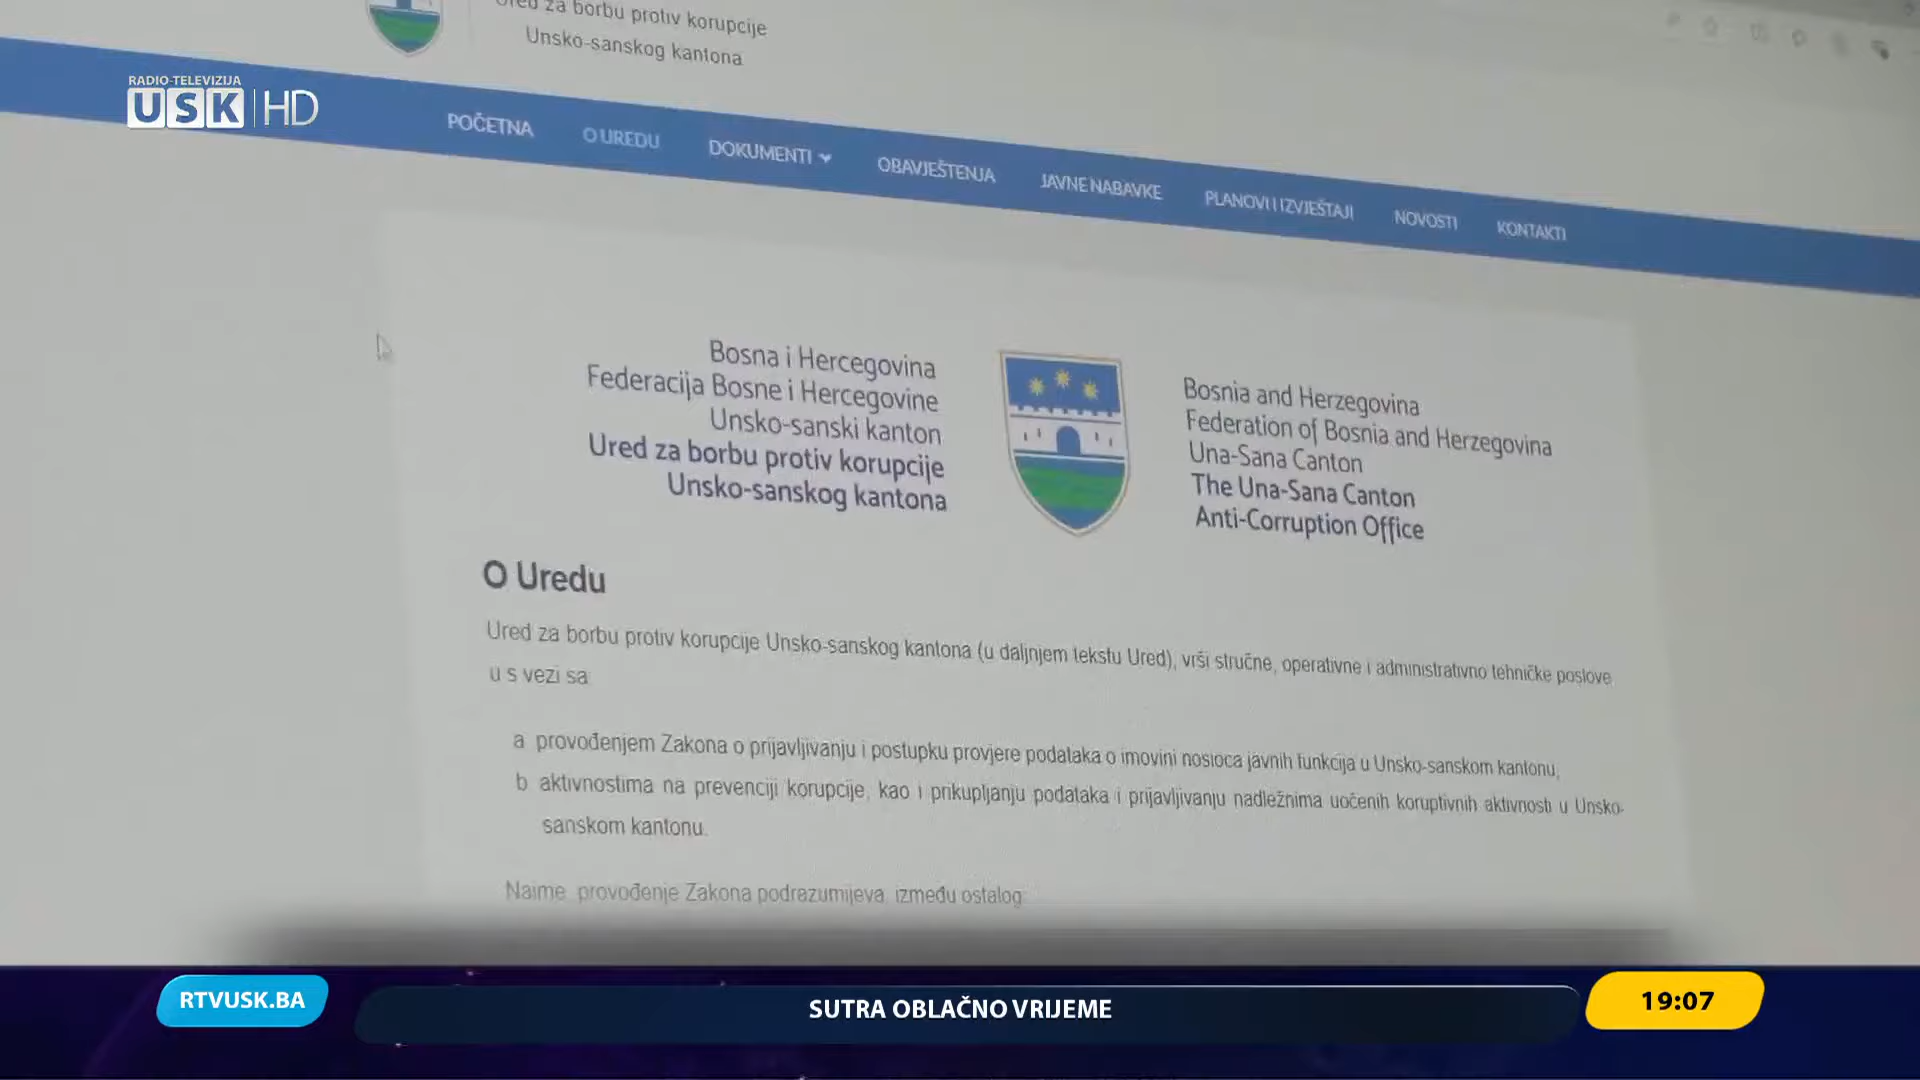 Ured za borbu protiv korupcije
Unsko-sanskog kantona
RADIO-TELEVIZIJA
USK HD
POČETNA
O UREDU
DOKUMENTI
OBAVJEŠTENJA
JAVNE NABAVKE
PLANOVI I IZVJEŠTAJI
NOVOSTI
KONTAKTI
Bosna i Hercegovina
Federacija Bosne i Hercegovine
Unsko-sanski kanton
Ured za borbu protiv korupcije
Unsko-sanskog kantona
Bosnia and Herzegovina
Federation of Bosnia and Herzegovina
Una-Sana Canton
The Una-Sana Canton
Anti-Corruption Office
O Uredu
Ured za borbu protiv korupcije Unsko-sanskog kantona (u daljnjem tekstu Ured), vrši stručne, operativne i administrativno tehničke poslove
u s vezi sa
a provođenjem Zakona o prijavljivanju i postupku provjere podataka o imovini nosioca javnih funkcija u Unsko-sanskom kantonu,
b aktivnostima na prevenciji korupcije, kao i prikupljanju podataka i prijavljivanju nadležnima uočenih koruptivnih aktivnosti u Unsko-
sanskom kantonu.
Naime, provođenje Zakona podrazumijeva, između ostalog:
RTVUSK.BA
SUTRA OBLAČNO VRIJEME
19:07